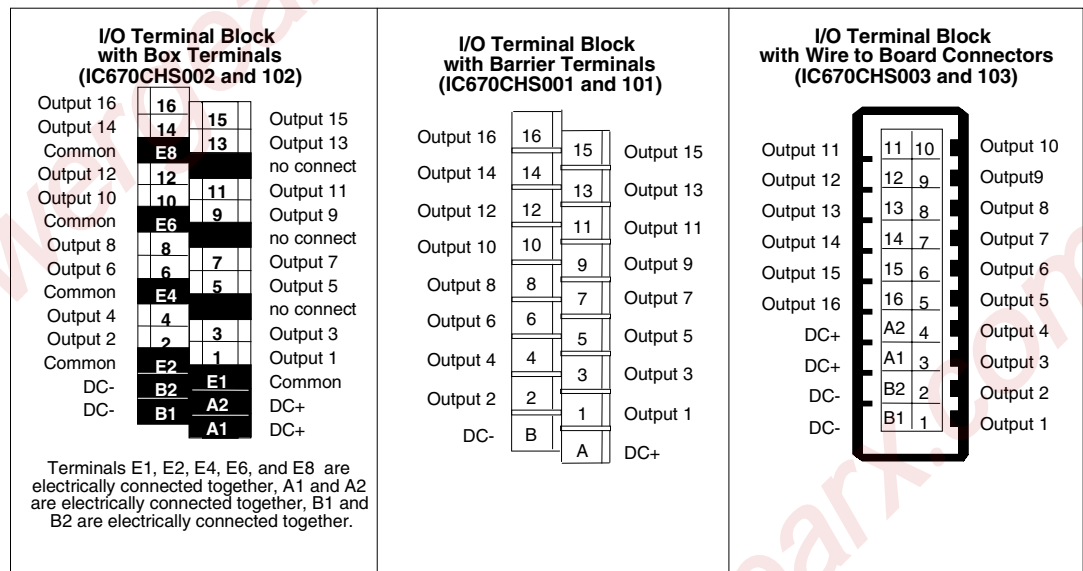 I/O Terminal Block
with Box Terminals
(IC670CHS002 and 102)
Output 16 16
15 Output 15
Output 14 14
13 Output 13
Common E8
no connect
Output 12 12
11 Output 11
Output 10 10
9 Output 9
Common E6
no connect
Output 8 8
7 Output 7
Output 6 6
5 Output 5
Common E4
no connect
Output 4 4
3 Output 3
Output 2 2
1 Output 1
Common E2
E1 Common
DC- B2
A2 DC+
DC- B1
A1 DC+
Terminals E1, E2, E4, E6, and E8 are
electrically connected together, A1 and A2
are electrically connected together, B1 and
B2 are electrically connected together.
I/O Terminal Block
with Barrier Terminals
(IC670CHS001 and 101)
Output 16 16
15 Output 15
Output 14 14
13 Output 13
Output 12 12
11 Output 11
Output 10 10
9 Output 9
Output 8 8
7 Output 7
Output 6 6
5 Output 5
Output 4 4
3 Output 3
Output 2 2
1 Output 1
DC- B
A DC+
I/O Terminal Block
with Wire to Board Connectors
(IC670CHS003 and 103)
Output 11 11 10 Output 10
Output 12 12 9 Output9
Output 13 13 8 Output 8
Output 14 14 7 Output 7
Output 15 15 6 Output 6
Output 16 16 5 Output 5
DC+ A2 4 Output 4
DC+ A1 3 Output 3
DC- B2 2 Output 2
DC- B1 1 Output 1